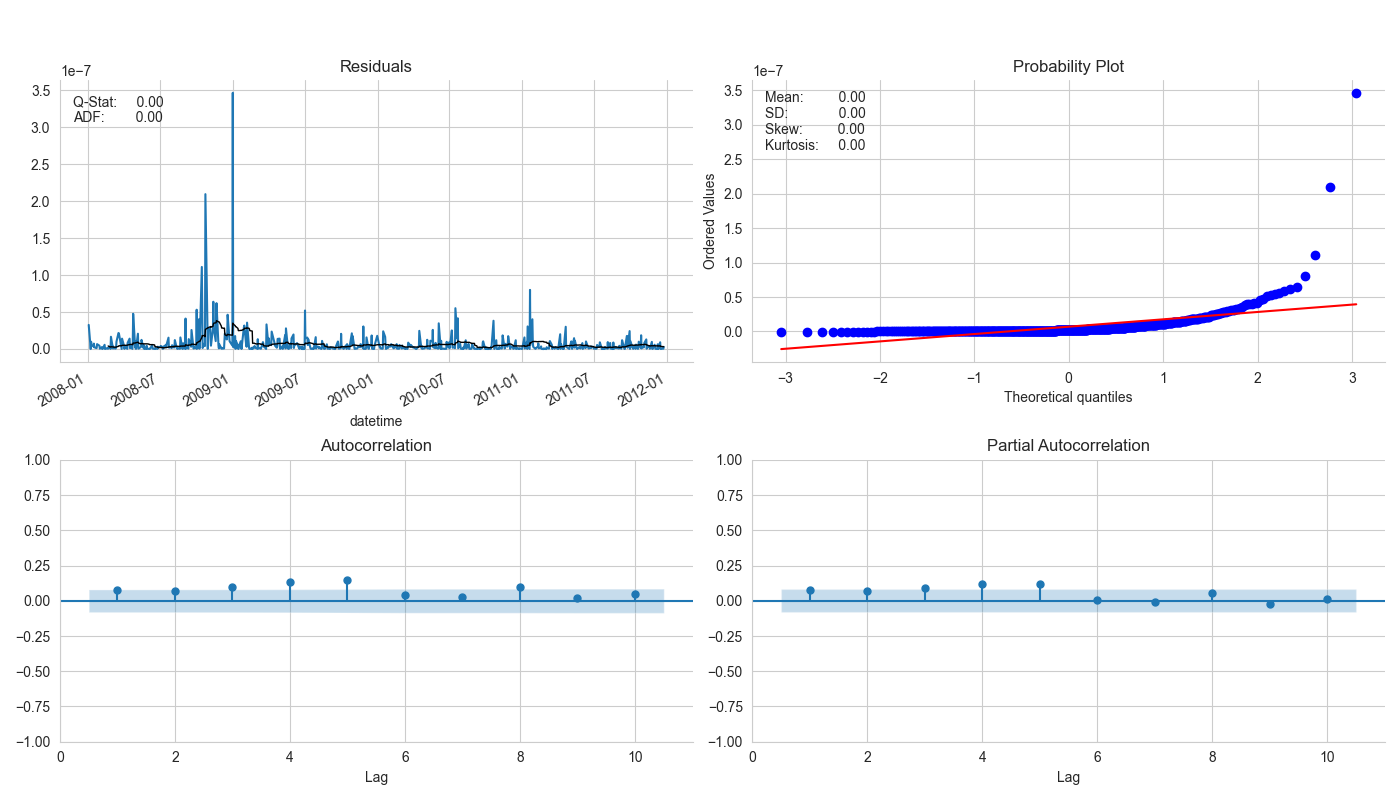 Residuals
1e−7
Q-Stat: 0.00
ADF: 0.00
3.5
3.0
2.5
2.0
1.5
1.0
0.5
0.0
2008-01
2008-07
2009-01
2009-07
2010-01
2010-07
2011-01
2011-07
2012-01
datetime
Probability Plot
1e−7
Mean: 0.00
SD: 0.00
Skew: 0.00
Kurtosis: 0.00
Ordered Values
3.5
3.0
2.5
2.0
1.5
1.0
0.5
0.0
−3 −2 −1 0 1 2 3
Theoretical quantiles
Autocorrelation
1.00
0.75
0.50
0.25
0.00
−0.25
−0.50
−0.75
−1.00
0 2 4 6 8 10
Lag
Partial Autocorrelation
1.00
0.75
0.50
0.25
0.00
−0.25
−0.50
−0.75
−1.00
0 2 4 6 8 10
Lag